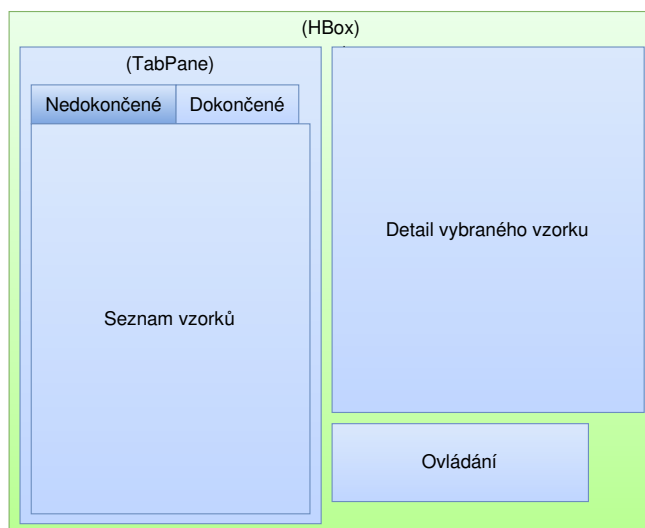 (HBox)
(TabPane)
Nedokončené
Dokončené
Seznam vzorků
Detail vybraného vzorku
Ovládání